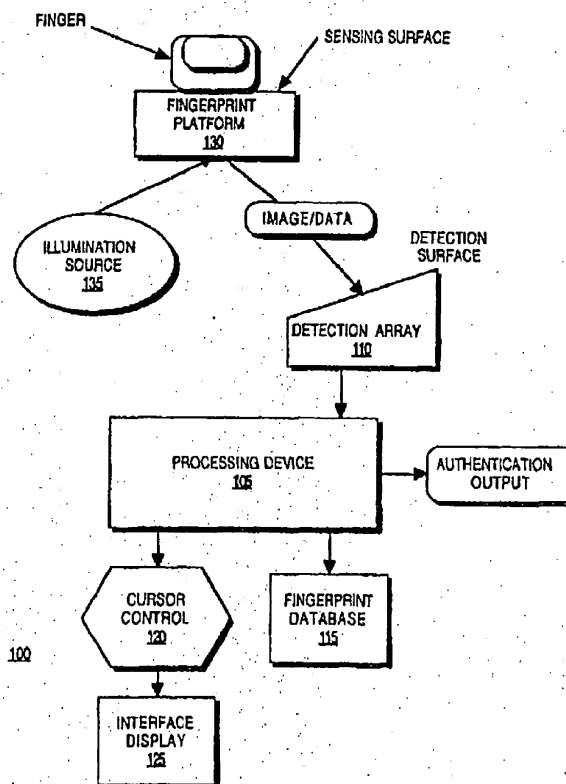 FINGER
SENSING SURFACE
FINGERPRINT
PLATFORM
130
IMAGE/DATA
ILLUMINATION
SOURCE
135
DETECTION
SURFACE
DETECTION ARRAY
110
PROCESSING DEVICE
105
AUTHENTICATION
OUTPUT
CURSOR
CONTROL
120
FINGERPRINT
DATABASE
115
100
INTERFACE
DISPLAY
125